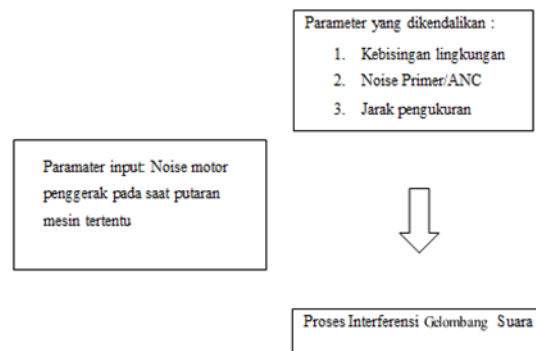 Parameter yang dikendalikan :
1. Kebisingan lingkungan
2. Noise Primer/ANC
3. Jarak pengukuran
Paramater input: Noise motor
penggerak pada saat putaran
mesin tertentu
Proses Interferensi Gelombang Suara